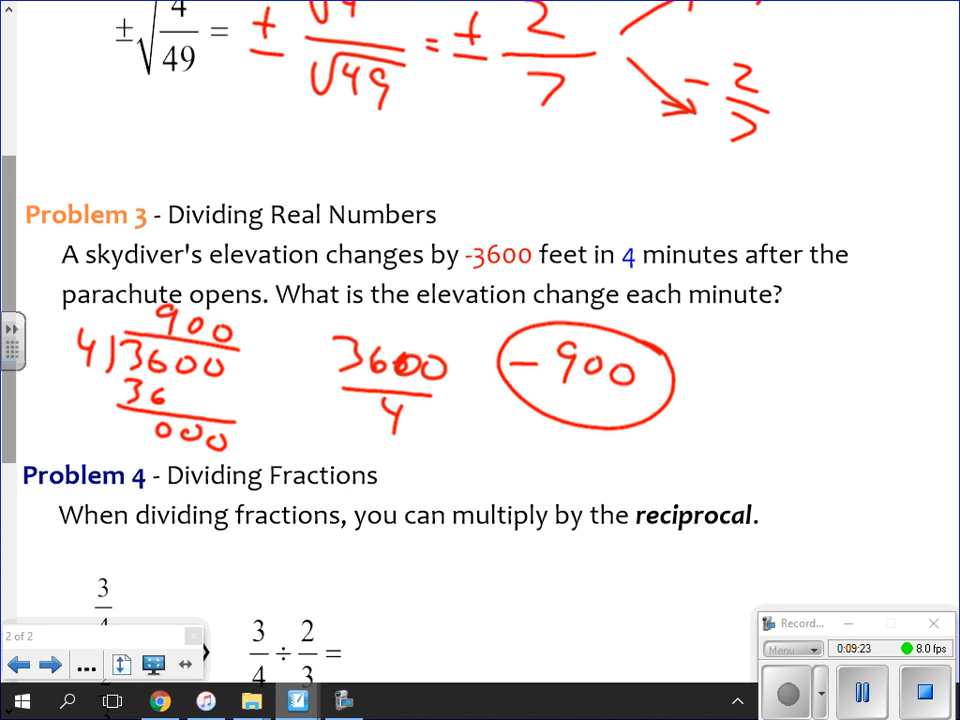 ± √4/49 = ± √4/√49 = ± 2/7
- 2/7
Problem 3 - Dividing Real Numbers
A skydiver's elevation changes by -3600 feet in 4 minutes after the
parachute opens. What is the elevation change each minute?
900
4)3600
36
000
3600
4
- 900
Problem 4 - Dividing Fractions
When dividing fractions, you can multiply by the reciprocal.
3/4
3/4 ÷ 2/3 =
2 of 2
Record...
Menu
0:09:23
8.0 fps